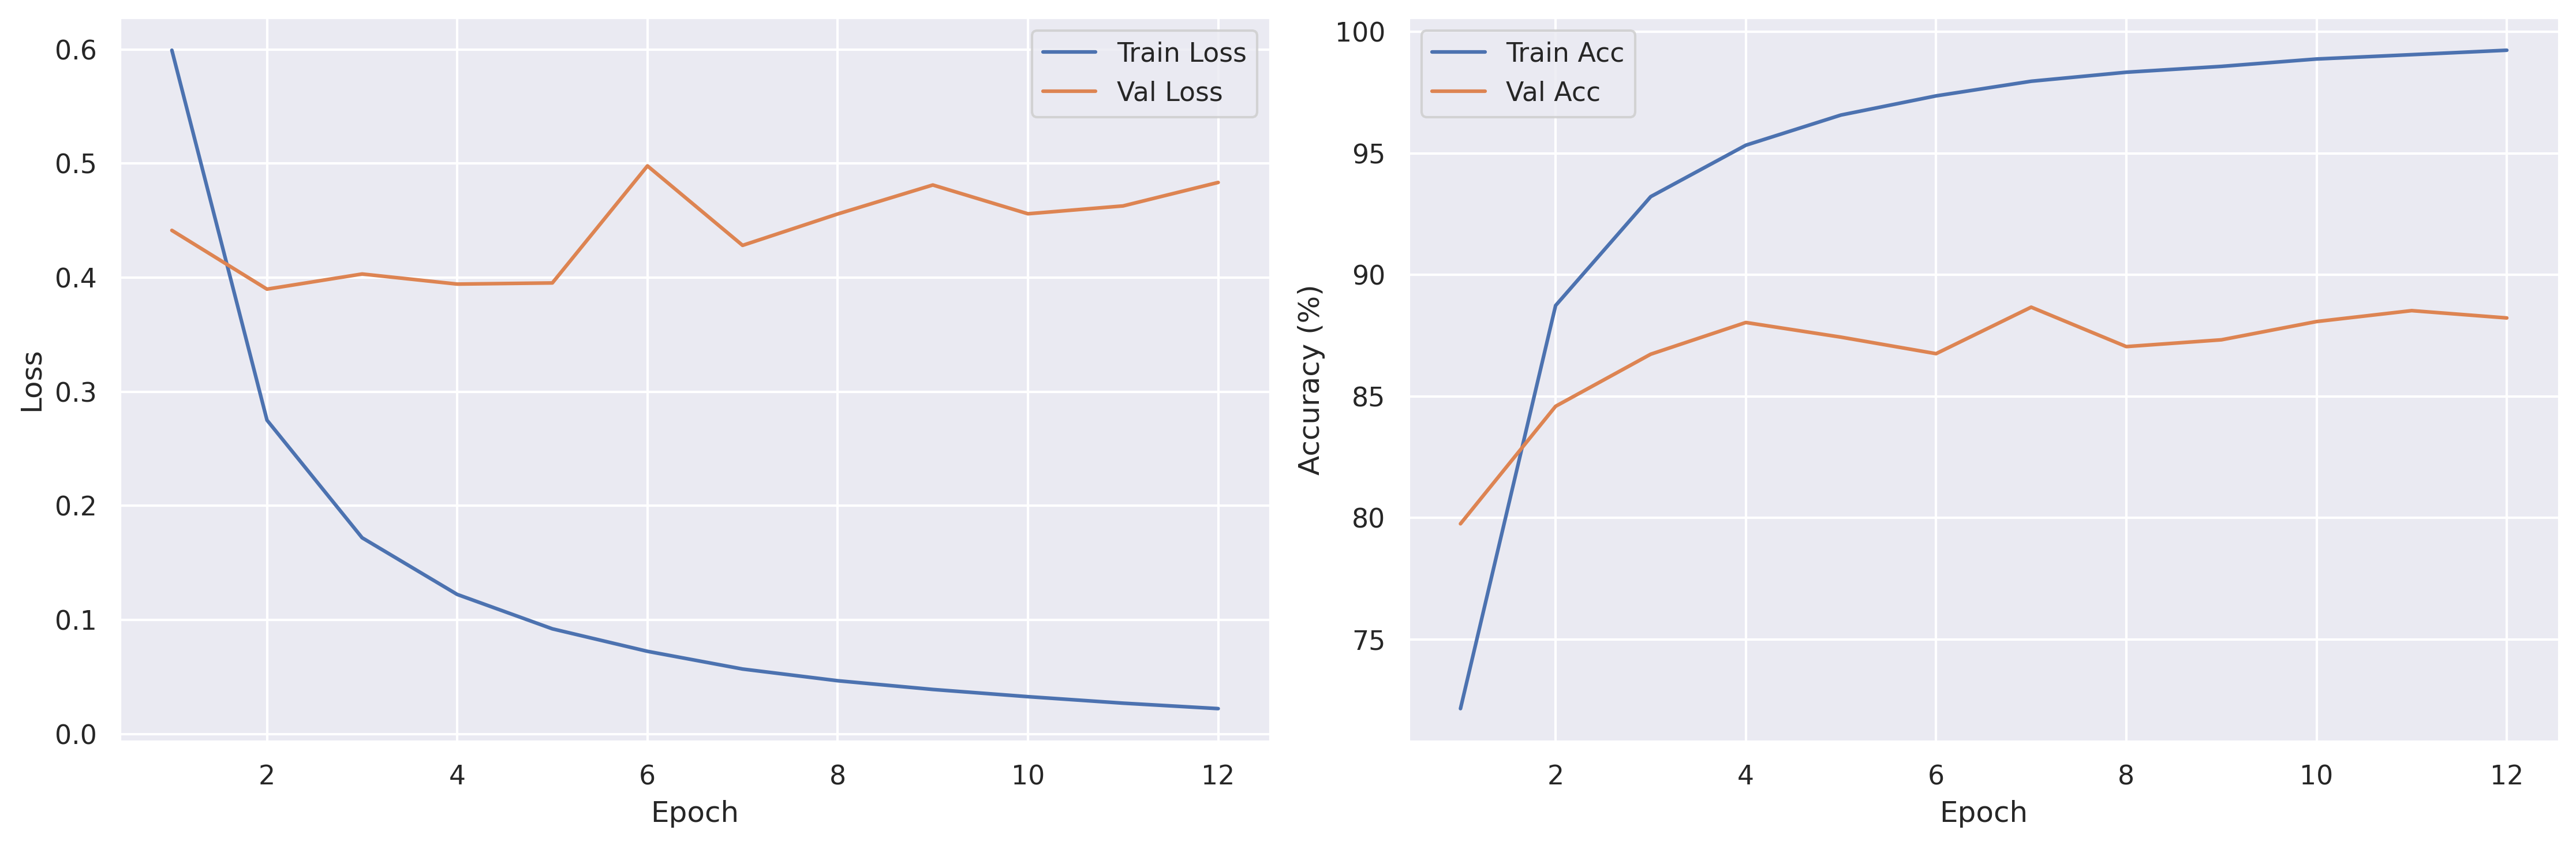 Train Loss
Val Loss
0.6
0.5
0.4
0.3
0.2
0.1
0.0
Loss
2 4 6 8 10 12
Epoch
Train Acc
Val Acc
100
95
90
85
80
75
Accuracy (%)
2 4 6 8 10 12
Epoch